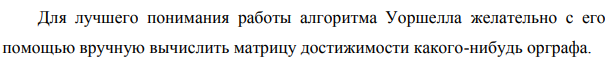 Для лучшего понимания работы алгоритма Уоршелла желательно с его
помощью вручную вычислить матрицу достижимости какого-нибудь орграфа.